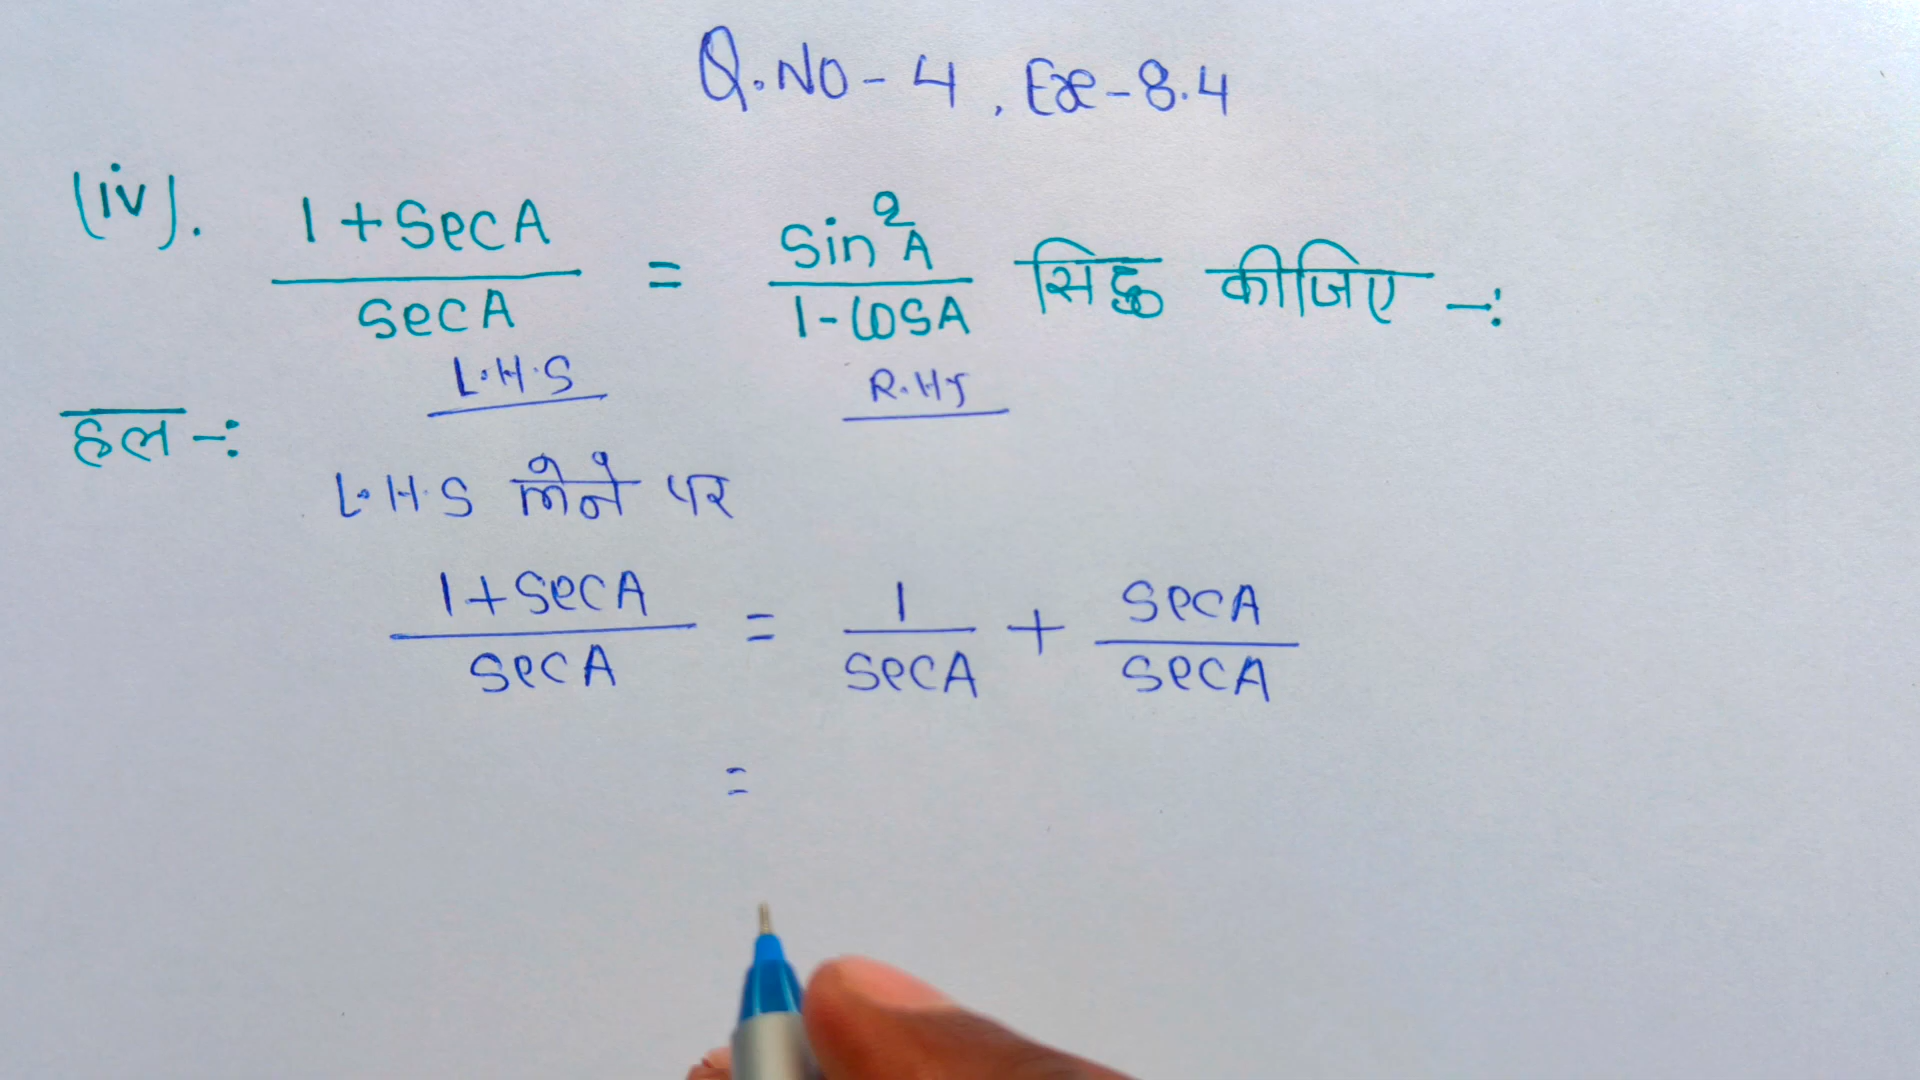 Q.NO-4, Ex-8.4
(iv). 1+SecA / SecA = Sin²A / 1-CosA सिद्ध कीजिए -:
L.H.S R.H.S
हल -:
L.H.S लेने पर
1+SecA / SecA = 1 / SecA + SecA / SecA
=